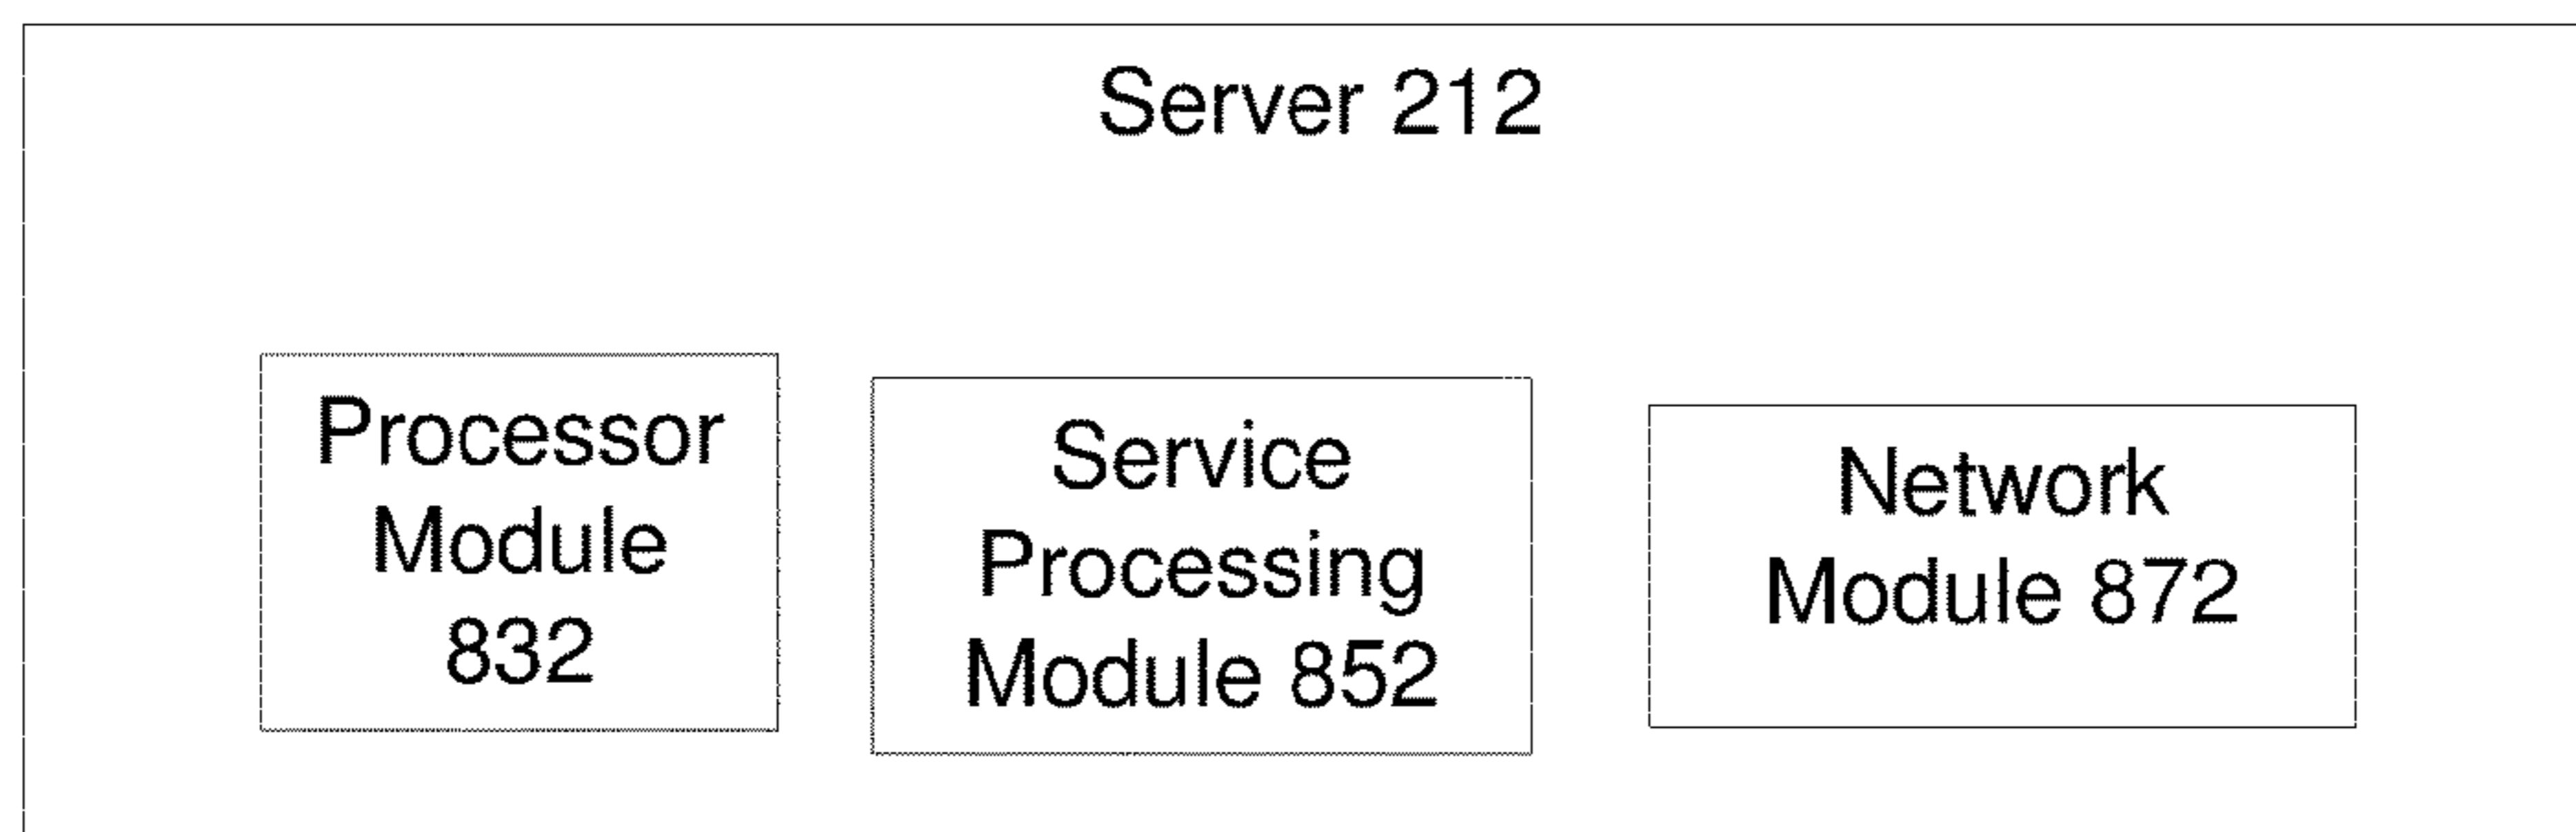 Server 212
Processor
Module
832
Service
Processing
Module 852
Network
Module 872